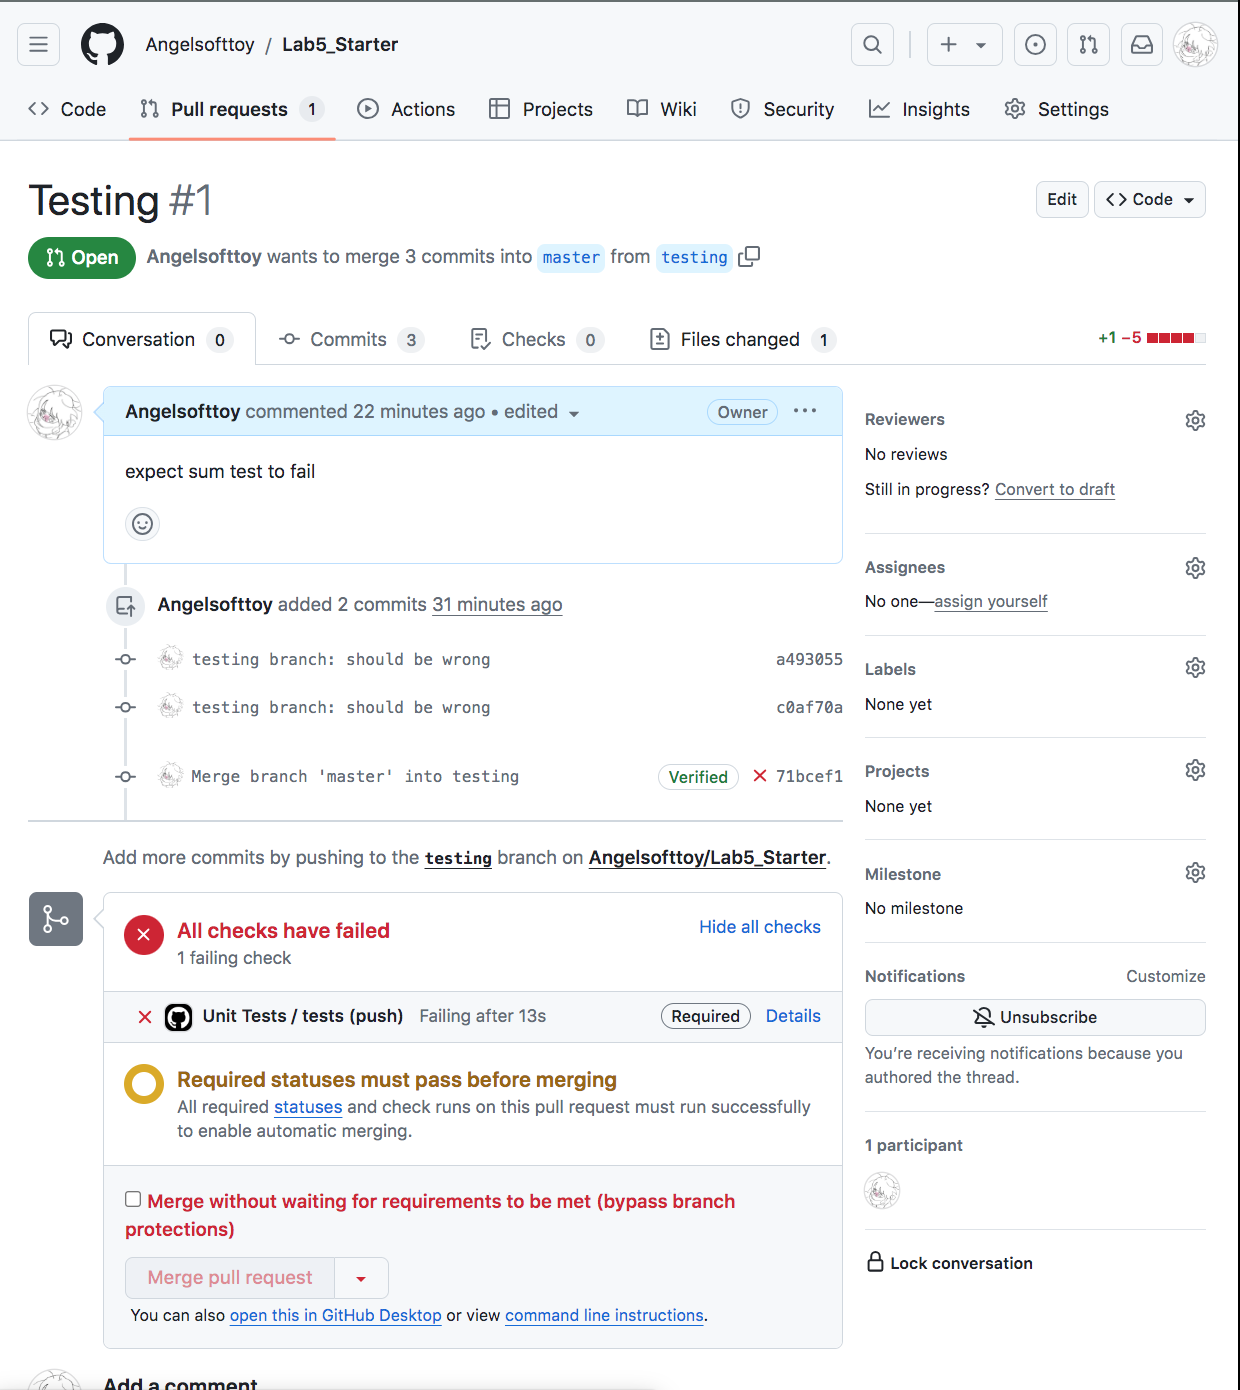 Angelsofttoy / Lab5_Starter
Code Pull requests 1 Actions Projects Wiki Security Insights Settings
Testing #1
Edit Code
Open Angelsofttoy wants to merge 3 commits into master from testing
Conversation 0 Commits 3 Checks 0 Files changed 1 +1 −5
Angelsofttoy commented 22 minutes ago • edited Owner
expect sum test to fail
Angelsofttoy added 2 commits 31 minutes ago
testing branch: should be wrong a493055
testing branch: should be wrong c0af70a
Merge branch 'master' into testing Verified 71bcef1
Add more commits by pushing to the testing branch on Angelsofttoy/Lab5_Starter.
All checks have failed Hide all checks
1 failing check
Unit Tests / tests (push) Failing after 13s Required Details
Required statuses must pass before merging
All required statuses and check runs on this pull request must run successfully
to enable automatic merging.
Merge without waiting for requirements to be met (bypass branch
protections)
Merge pull request
You can also open this in GitHub Desktop or view command line instructions.
Add a comment
Reviewers
No reviews
Still in progress? Convert to draft
Assignees
No one—assign yourself
Labels
None yet
Projects
None yet
Milestone
No milestone
Notifications Customize
Unsubscribe
You're receiving notifications because you
authored the thread.
1 participant
Lock conversation